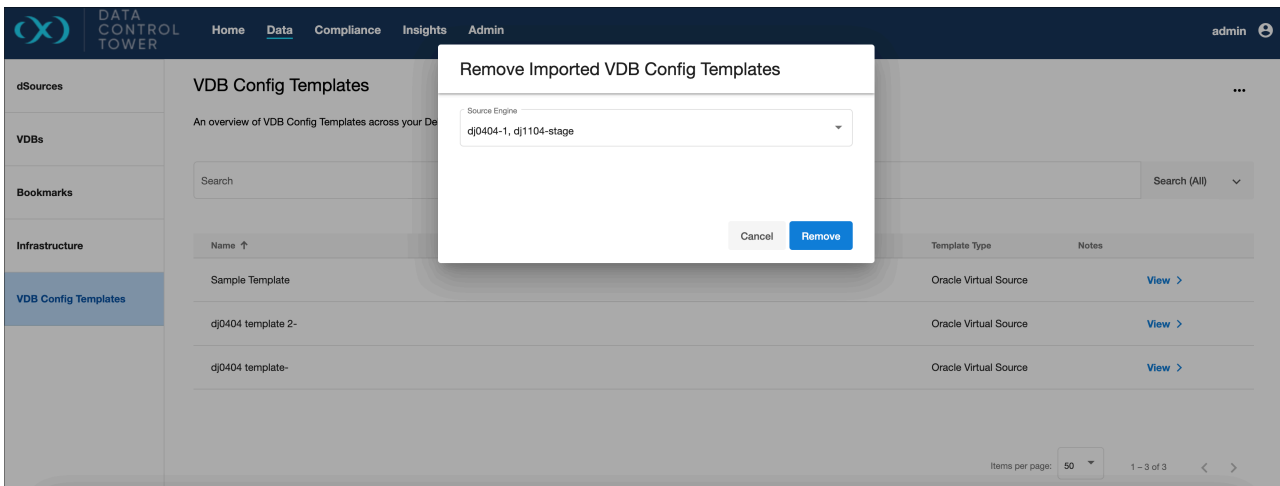 DATA
CONTROL
TOWER
Home Data Compliance Insights Admin
admin
dSources
VDBs
Bookmarks
Infrastructure
VDB Config Templates
VDB Config Templates
An overview of VDB Config Templates across your De
Search
Search (All)
Name
Template Type Notes
Sample Template Oracle Virtual Source View
dj0404 template 2- Oracle Virtual Source View
dj0404 template- Oracle Virtual Source View
Items per page: 50 1 – 3 of 3
Remove Imported VDB Config Templates
Source Engine
dj0404-1, dj1104-stage
Cancel Remove